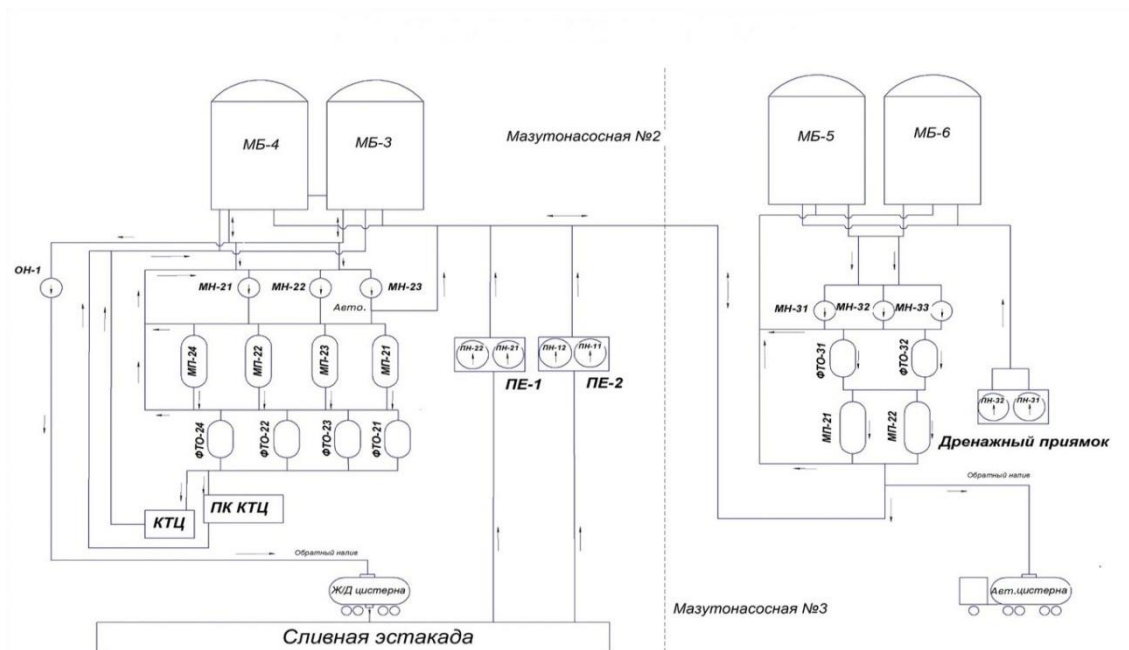 МБ-4
МБ-3
Мазутонасосная №2
МБ-5
МБ-6
ОН-1
МН-21
МН-22
МН-23
Авто.
МН-31
МН-32
МН-33
МП-24
МП-22
МП-23
МП-21
ПН-22
ПН-21
ПН-12
ПН-11
ПЕ-1
ПЕ-2
ФТО-31
ФТО-32
ФТО-24
ФТО-22
ФТО-23
ФТО-21
МП-21
МП-22
ПН-32
ПН-31
Дренажный приямок
Обратный налив
КТЦ
ПК КТЦ
Обратный налив
Ж/Д цистерна
Авт.цистерна
Мазутонасосная №3
Сливная эстакада